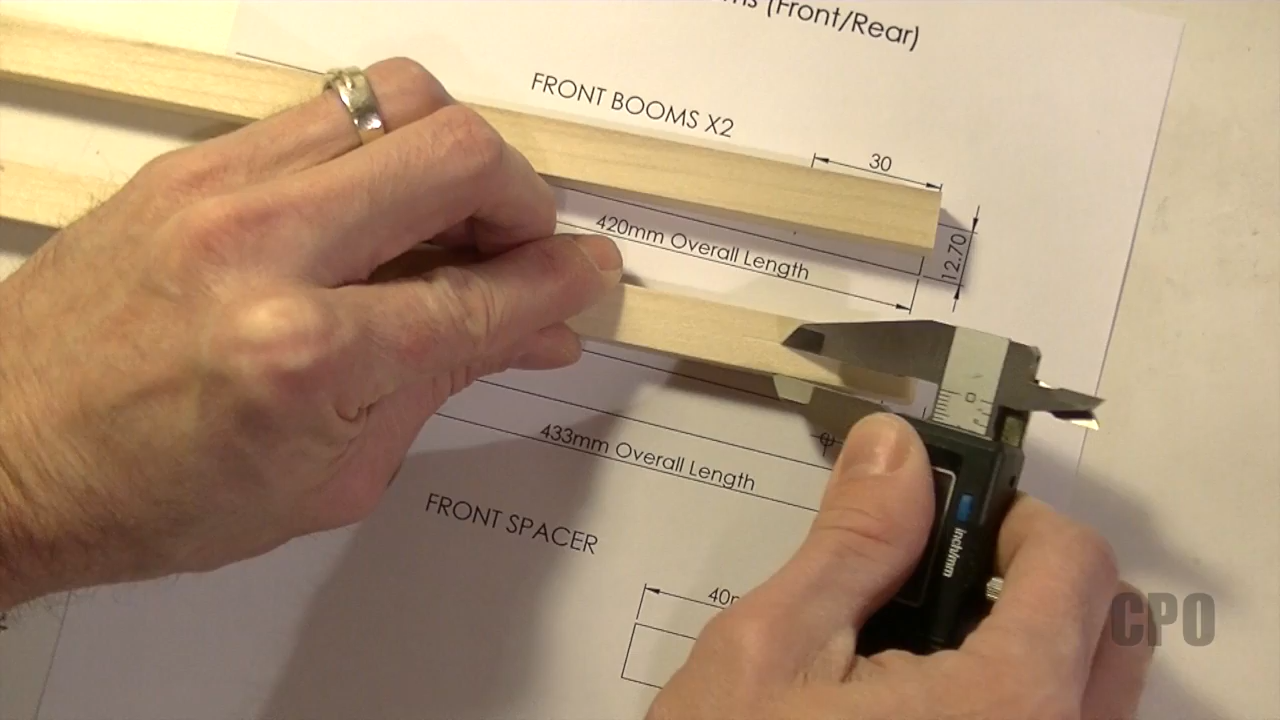 (Front/Rear)
FRONT BOOMS X2
30
420mm Overall Length
12.70
0
433mm Overall Length
FRONT SPACER
inch/mm
CPO